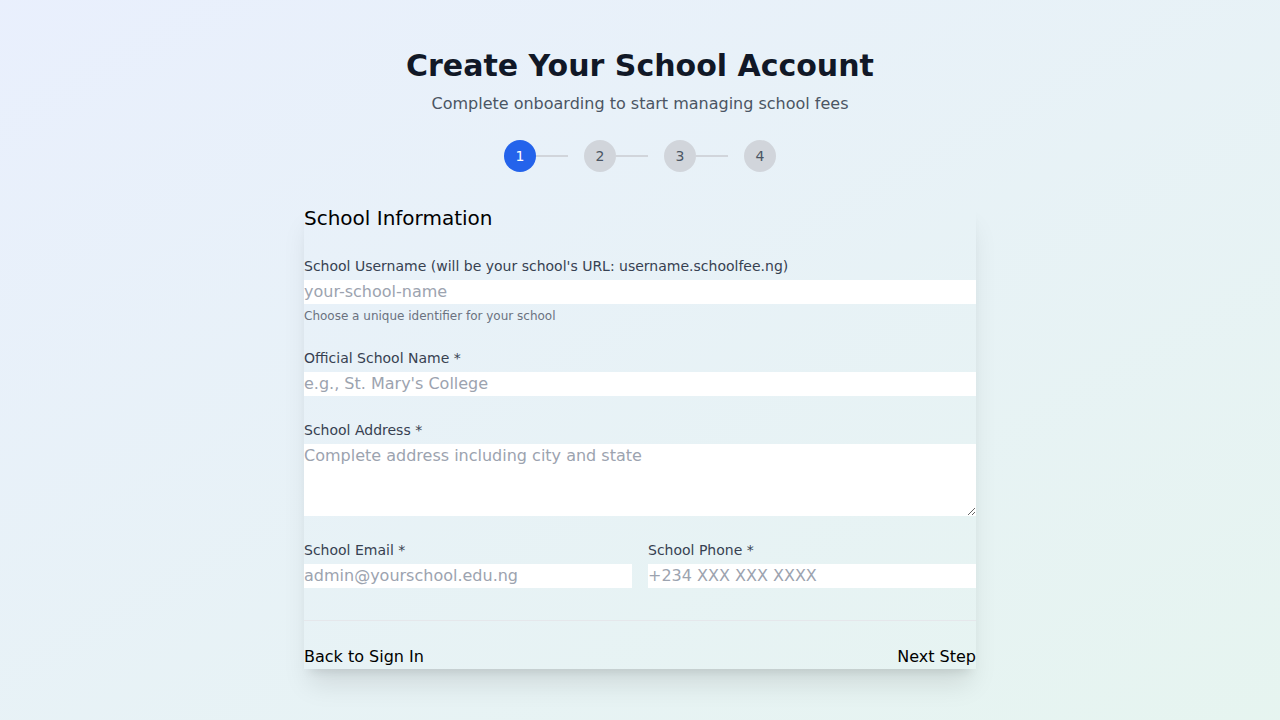 Create Your School Account
Complete onboarding to start managing school fees
1 2 3 4
School Information
School Username (will be your school's URL: username.schoolfee.ng)
your-school-name
Choose a unique identifier for your school
Official School Name *
e.g., St. Mary's College
School Address *
Complete address including city and state
School Email * School Phone *
admin@yourschool.edu.ng +234 XXX XXX XXXX
Back to Sign In Next Step